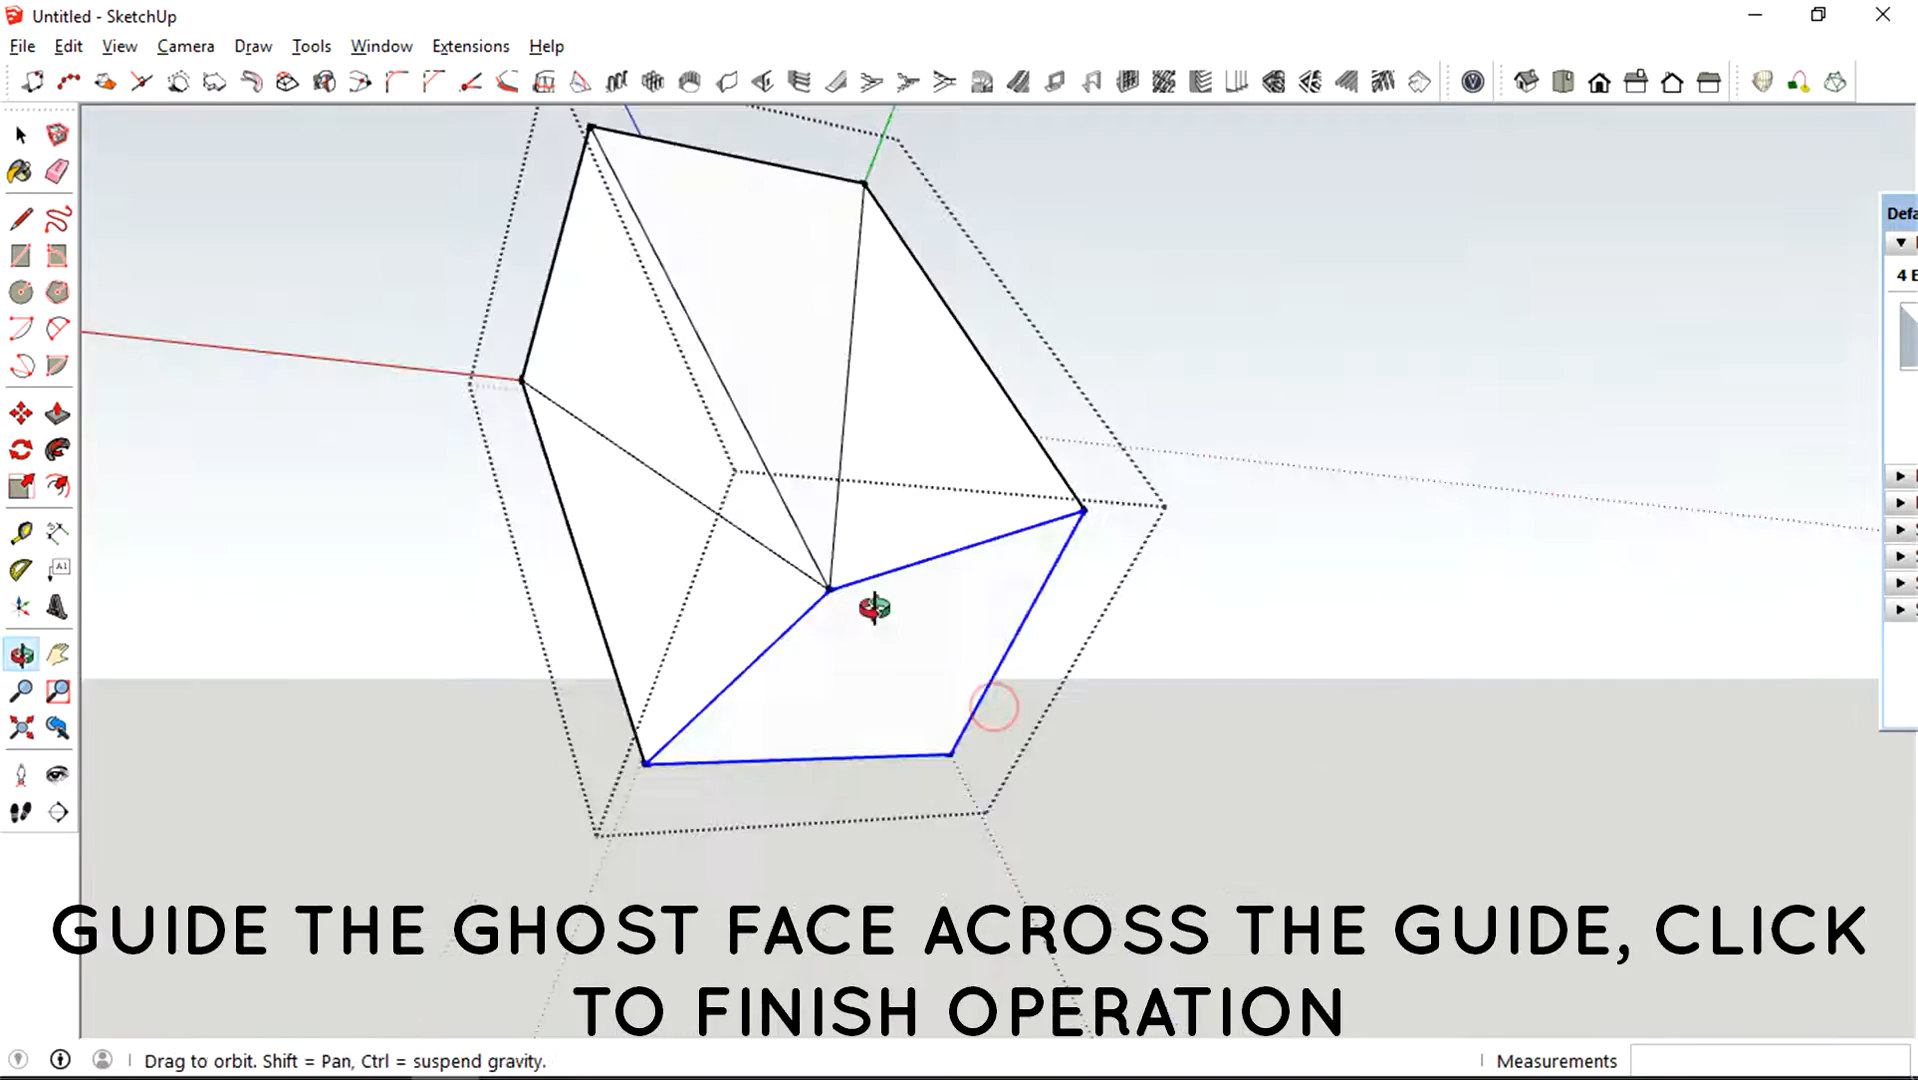 Untitled - SketchUp
File Edit View Camera Draw Tools Window Extensions Help
Defa
4 E
A1
GUIDE THE GHOST FACE ACROSS THE GUIDE, CLICK
TO FINISH OPERATION
Drag to orbit. Shift = Pan, Ctrl = suspend gravity.
Measurements